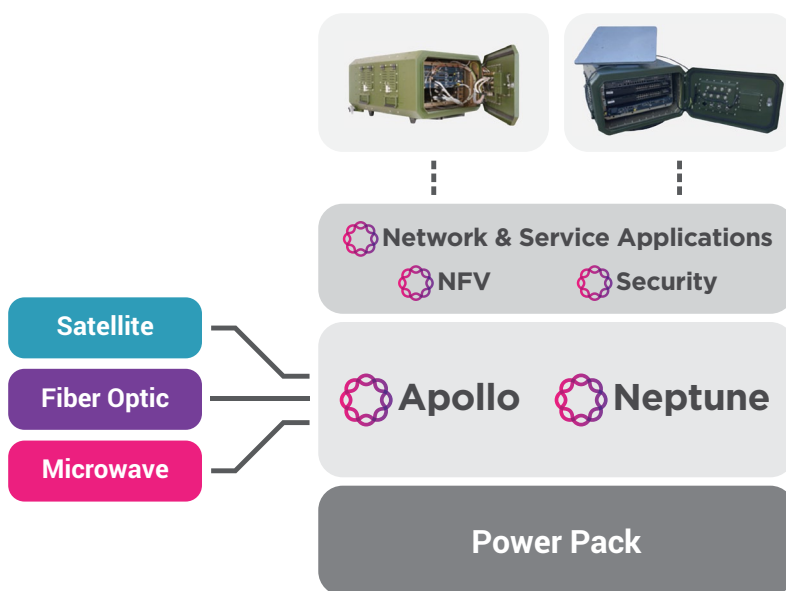 Network & Service Applications
NFV Security
Satellite
Fiber Optic
Microwave
Apollo Neptune
Power Pack